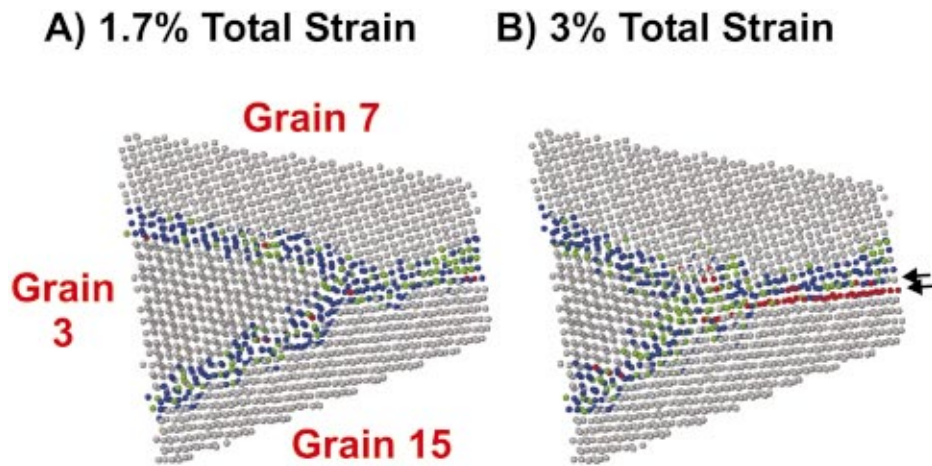 A) 1.7% Total Strain
B) 3% Total Strain
Grain 7
Grain
3
Grain 15